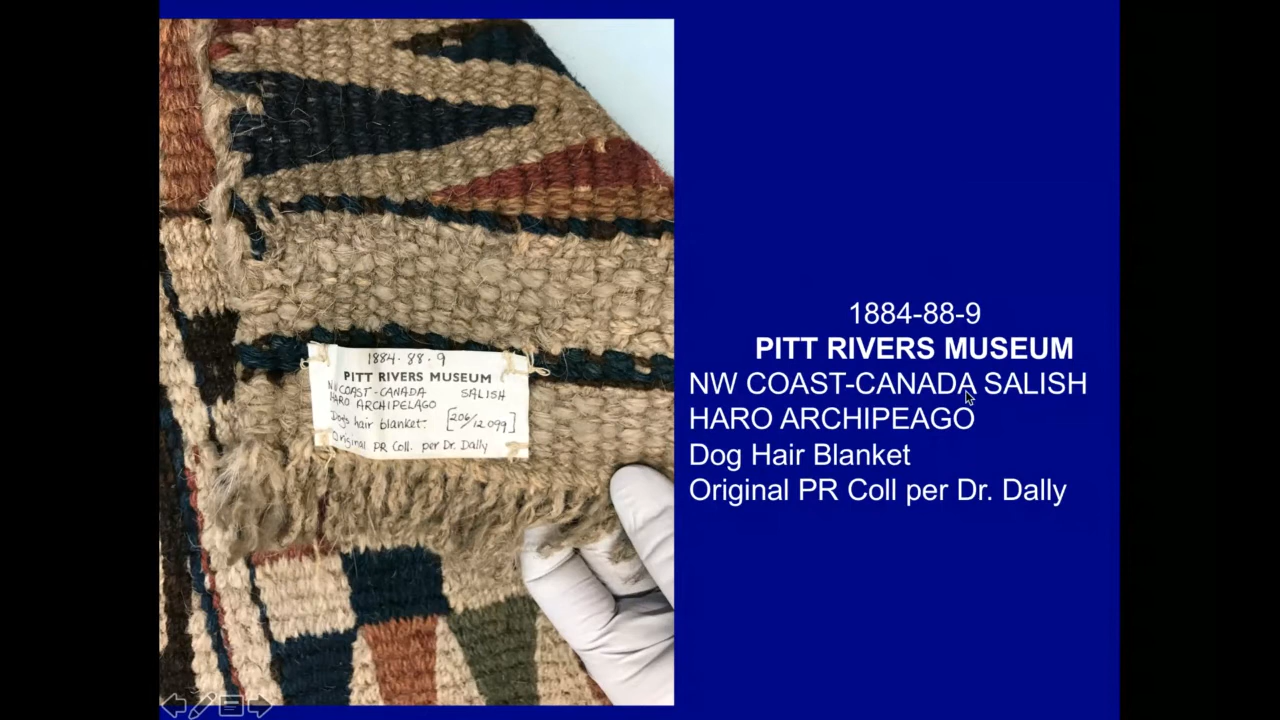 1884·88·9
PITT RIVERS MUSEUM
NW COAST-CANADA SALISH
HARO ARCHIPELAGO
Dogs hair blanket. [206/12099]
Original PR Coll. per Dr. Dally
1884-88-9
PITT RIVERS MUSEUM
NW COAST-CANADA SALISH
HARO ARCHIPEAGO
Dog Hair Blanket
Original PR Coll per Dr. Dally